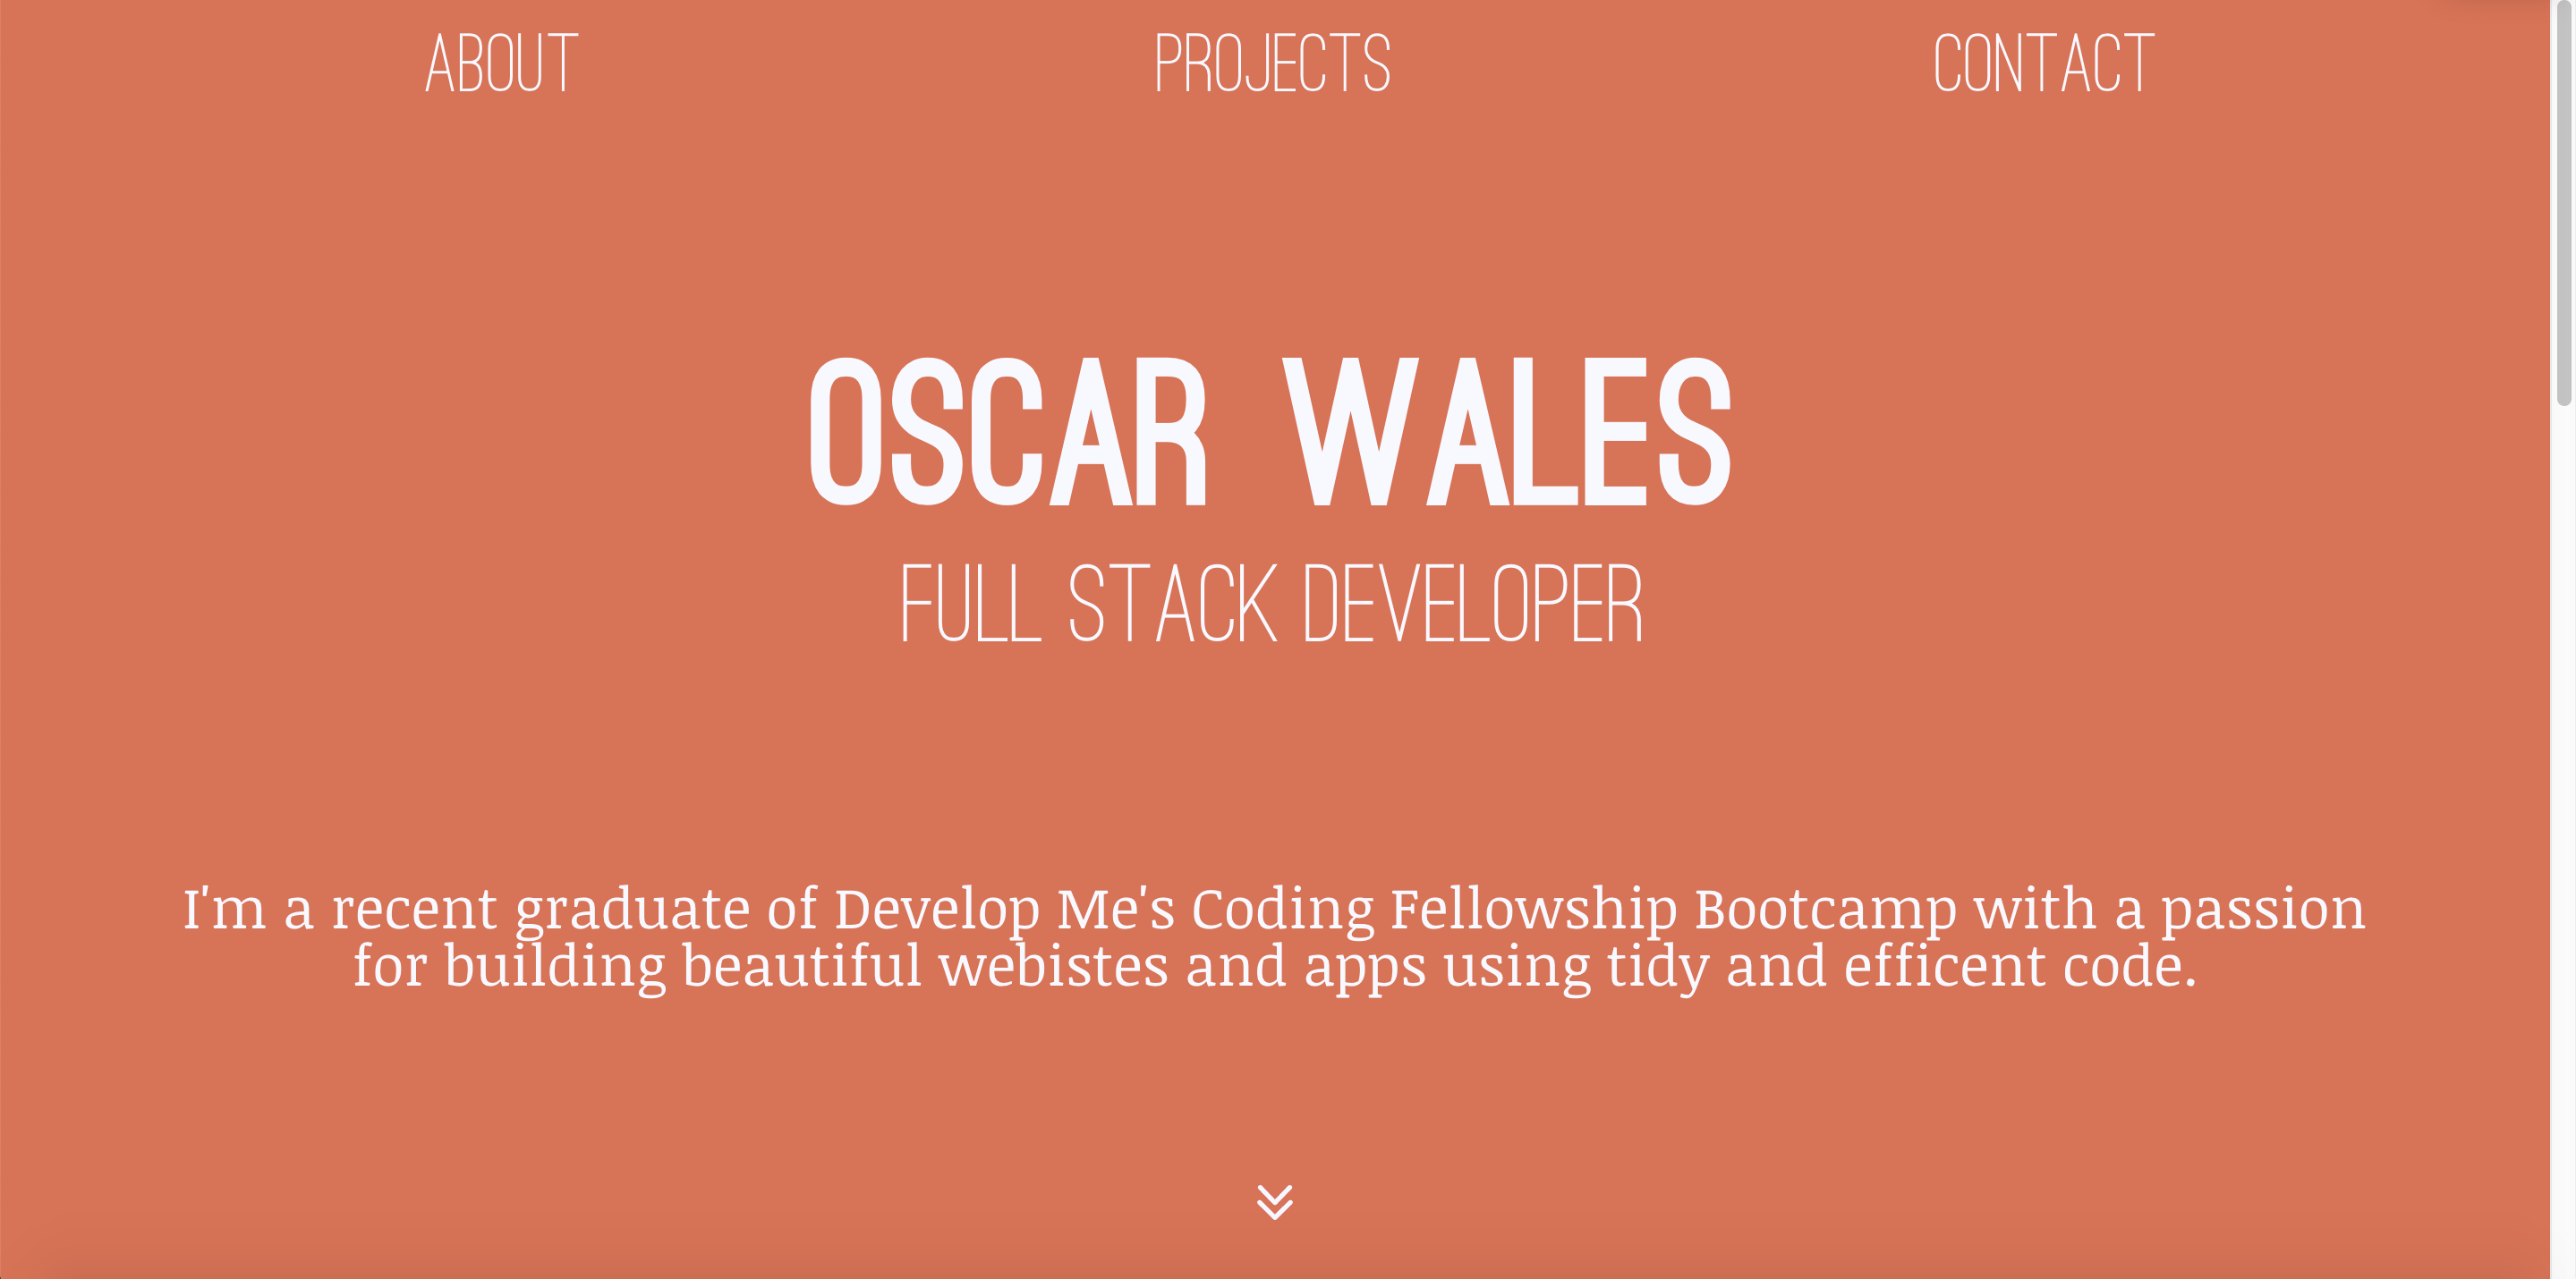 ABOUT
PROJECTS
CONTACT
OSCAR WALES
FULL STACK DEVELOPER
I'm a recent graduate of Develop Me's Coding Fellowship Bootcamp with a passion
for building beautiful webistes and apps using tidy and efficent code.